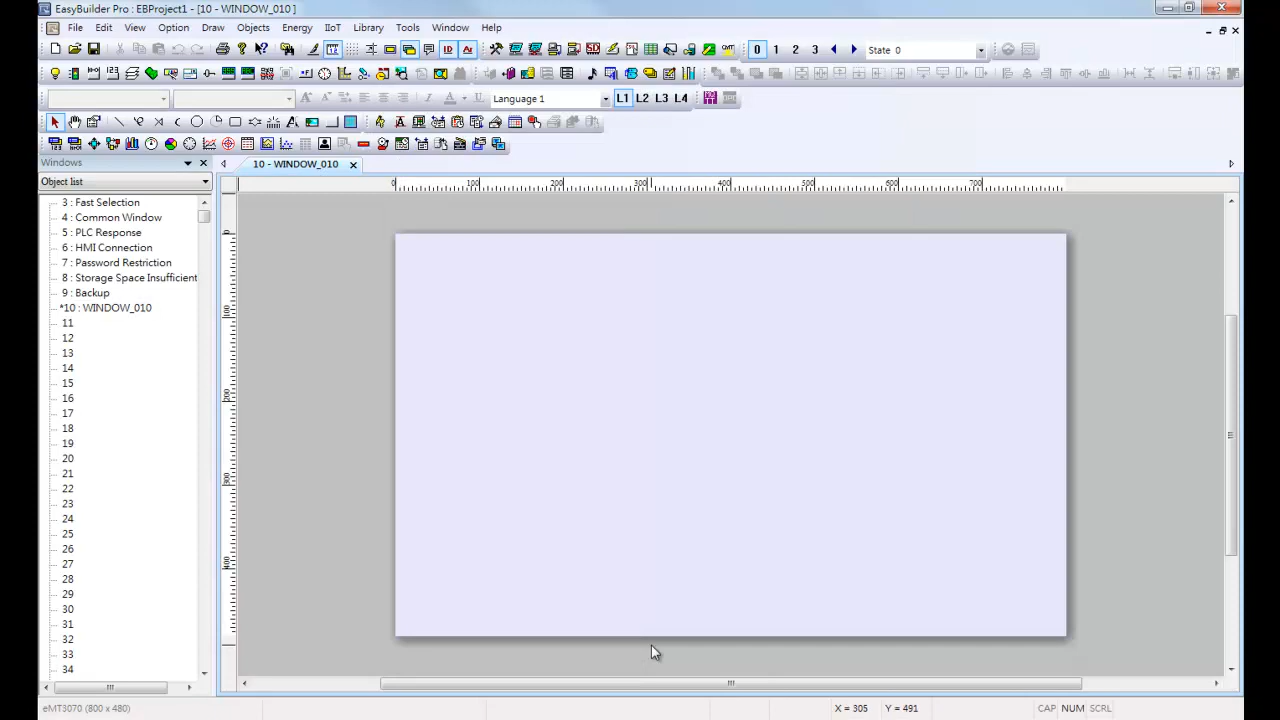 EasyBuilder Pro : EBProject1 - [10 - WINDOW_010 ]
File Edit View Option Draw Objects Energy IIoT Library Tools Window Help
0 1 2 3 State 0
Language 1 L1 L2 L3 L4
Windows
10 - WINDOW_010
Object list
0 100 200 300 400 500 600 700
0 100 200 300 400
3 : Fast Selection
4 : Common Window
5 : PLC Response
6 : HMI Connection
7 : Password Restriction
8 : Storage Space Insufficient
9 : Backup
*10 : WINDOW_010
11
12
13
14
15
16
17
18
19
20
21
22
23
24
25
26
27
28
29
30
31
32
33
34
eMT3070 (800 x 480) X = 305 Y = 491 CAP NUM SCRL